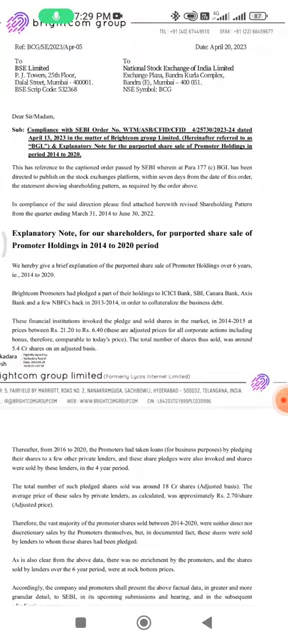 7:29 PM
4G
87
brightcom group
TEL : +91 (40) 67449910 FAX : +91 (22) 66459677
Ref: BCG/SE/2023/Apr-05 Date: April 20, 2023
To To
BSE Limited National Stock Exchange of India Limited
P. J. Towers, 25th Floor, Exchange Plaza, Bandra Kurla Complex,
Dalal Street, Mumbai - 400001. Bandra (E), Mumbai – 400 051.
BSE Scrip Code: 532368 NSE Symbol: BCG
Dear Sir/Madam,
Sub: Compliance with SEBI Order No. WTM/ASB/CFID/CFID_4/25730/2023-24 dated
April 13, 2023 in the matter of Brightcom Group Limited. (Hereinafter referred to as
"BGL") & Explanatory Note for the purported share sale of Promoter Holdings in
period 2014 to 2020.
This has reference to the captioned order passed by SEBI wherein at Para 177 (c) BGL has been
directed to publish on the stock exchanges platform, within seven days from the date of this order,
the statement showing shareholding pattern, as required by the order above.
In compliance of the said direction please find attached herewith revised Shareholding Pattern
from the quarter ending March 31, 2014 to June 30, 2022.
Explanatory Note, for our shareholders, for purported share sale of
Promoter Holdings in 2014 to 2020 period
We hereby give a brief explanation of the purported share sale of Promoter Holdings over 6 years,
ie., 2014 to 2020.
Brightcom Promoters had pledged a part of their holdings to ICICI Bank, SBI, Canara Bank, Axis
Bank and a few NBFCs back in 2013-2014, in order to collateralize the business debt.
These financial institutions invoked the pledge and sold shares in the market, in 2014-2015 at
prices between Rs. 21.20 to Rs. 6.40 (these are adjusted prices for all corporate actions including
bonus, therefore, comparable to today's price). The total number of shares thus sold, was around
5.4 Cr shares on an adjusted basis.
kadara
esh
ightcom group limited (Formerly Lycos Internet Limited)
: 5, FAIRFIELD BY MARRIOTT, ROAD NO: 2, NANAKRAMGUDA, GACHIBOWLI, HYDERABAD - 500032, TELANGANA, INDIA.
Thereafter, from 2016 to 2020, the Promoters had taken loans (for business purposes) by pledging
their shares to a few other private lenders, and these share pledges were also invoked and shares
were sold by these lenders, in the 4 year period.
The total number of such pledged shares sold was around 18 Cr shares (Adjusted basis). The
average price of these sales by private lenders, as calculated, was approximately Rs. 2.70/share
(Adjusted price).
Therefore, the vast majority of the promoter shares sold between 2014-2020, were neither direct nor
discretionary sales by the Promoters themselves; but, in documented fact, these shares were sold
by lenders to whom these shares had been pledged.
As is also clear from the above data, there was no enrichment by the promoters, and the shares
sold by lenders over the 6 year period, were at rock bottom prices.
Accordingly, the company and promoters shall present the above factual data, in greater and more
granular detail, to SEBI, in its upcoming submissions and hearing, and in the subsequent